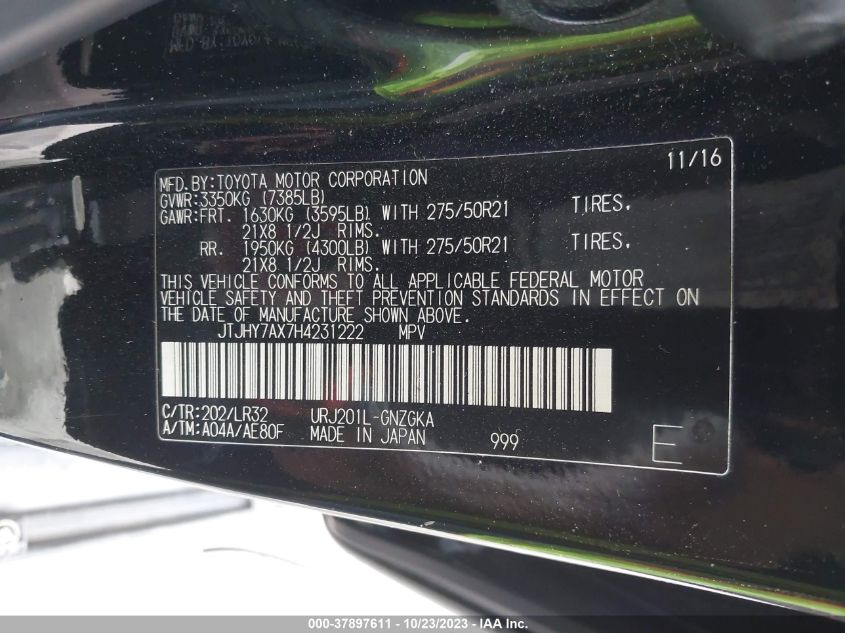 11/16
MFD.BY:TOYOTA MOTOR CORPORATION
GVWR:3350KG (7385LB)
GAWR:FRT. 1630KG (3595LB) WITH 275/50R21 TIRES.
21X8 1/2J RIMS.
RR. 1950KG (4300LB) WITH 275/50R21 TIRES.
21X8 1/2J RIMS.
THIS VEHICLE CONFORMS TO ALL APPLICABLE FEDERAL MOTOR
VEHICLE SAFETY AND THEFT PREVENTION STANDARDS IN EFFECT ON
THE DATE OF MANUFACTURE SHOWN ABOVE.
JTJHY7AX7H4231222 MPV
C/TR:202/LR32 URJ201L-GNZGKA
A/TM:A04A/AE80F MADE IN JAPAN 999 E
000-37897611 - 10/23/2023 - IAA Inc.